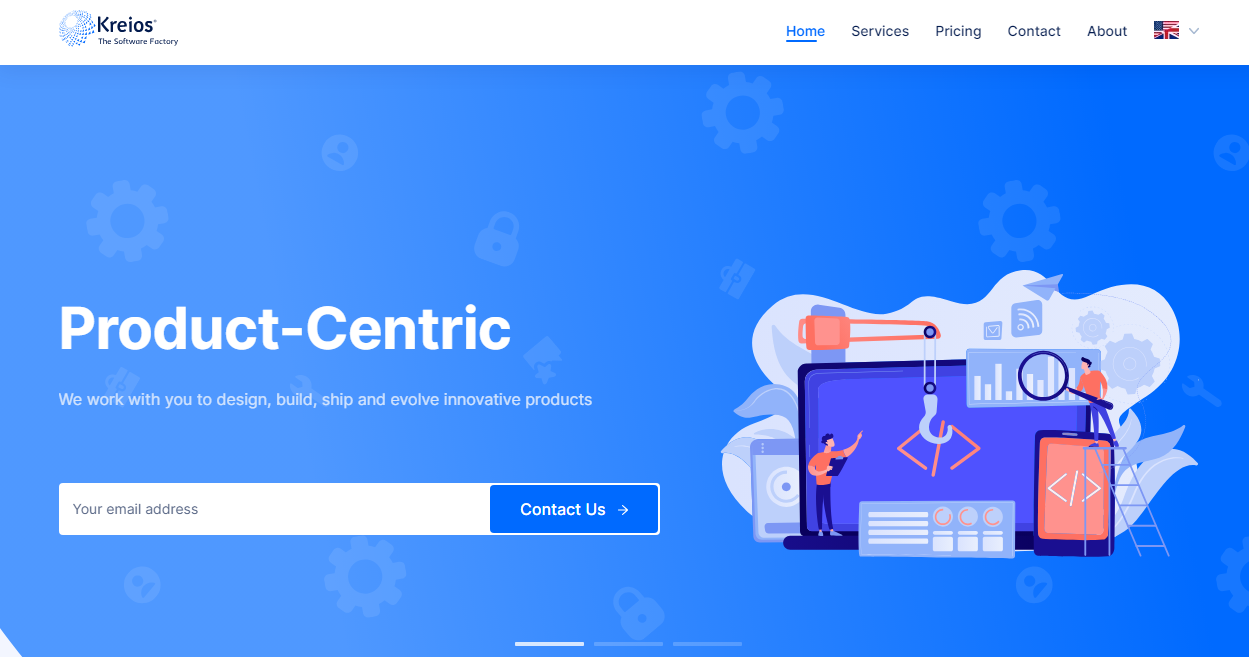 Kreios
The Software Factory
Home
Services
Pricing
Contact
About
Product-Centric
We work with you to design, build, ship and evolve innovative products
Your email address
Contact Us